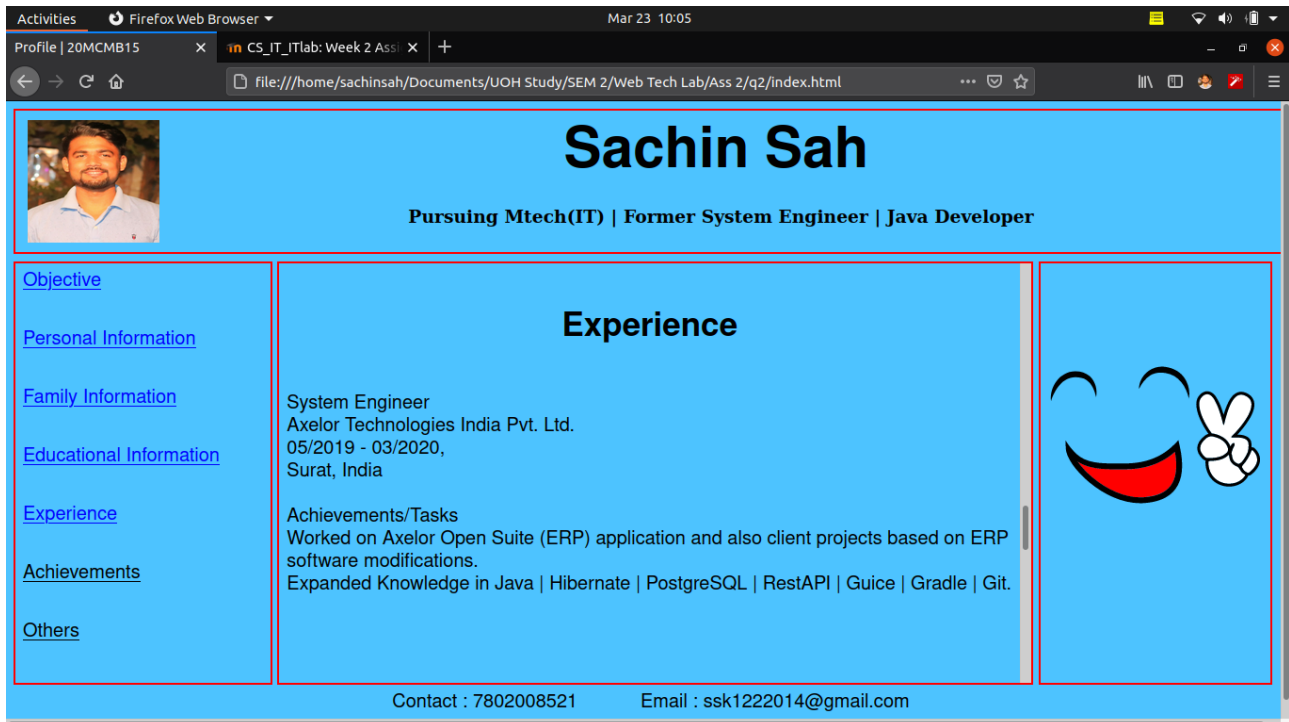 Activities Firefox Web Browser Mar 23 10:05
Profile | 20MCMB15 CS_IT_ITlab: Week 2 Assi
file:///home/sachinsah/Documents/UOH Study/SEM 2/Web Tech Lab/Ass 2/q2/index.html
Sachin Sah
Pursuing Mtech(IT) | Former System Engineer | Java Developer
Objective
Personal Information
Family Information
Educational Information
Experience
Achievements
Others
Experience
System Engineer
Axelor Technologies India Pvt. Ltd.
05/2019 - 03/2020,
Surat, India
Achievements/Tasks
Worked on Axelor Open Suite (ERP) application and also client projects based on ERP
software modifications.
Expanded Knowledge in Java | Hibernate | PostgreSQL | RestAPI | Guice | Gradle | Git.
Contact : 7802008521 Email : ssk1222014@gmail.com